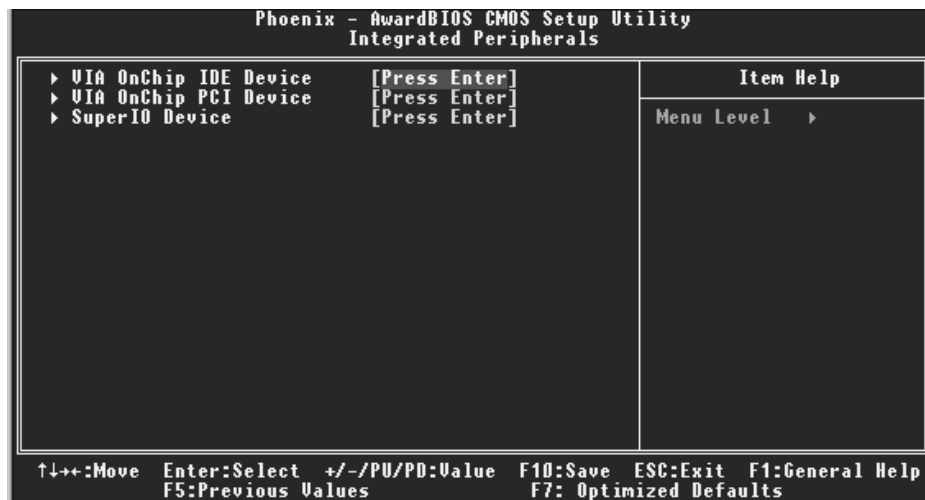 Phoenix - AwardBIOS CMOS Setup Utility
Integrated Peripherals
▸ VIA OnChip IDE Device [Press Enter]
▸ VIA OnChip PCI Device [Press Enter]
▸ SuperIO Device [Press Enter]
Item Help
Menu Level ▸
↑↓→←:Move Enter:Select +/-/PU/PD:Value F10:Save ESC:Exit F1:General Help
F5:Previous Values F7: Optimized Defaults